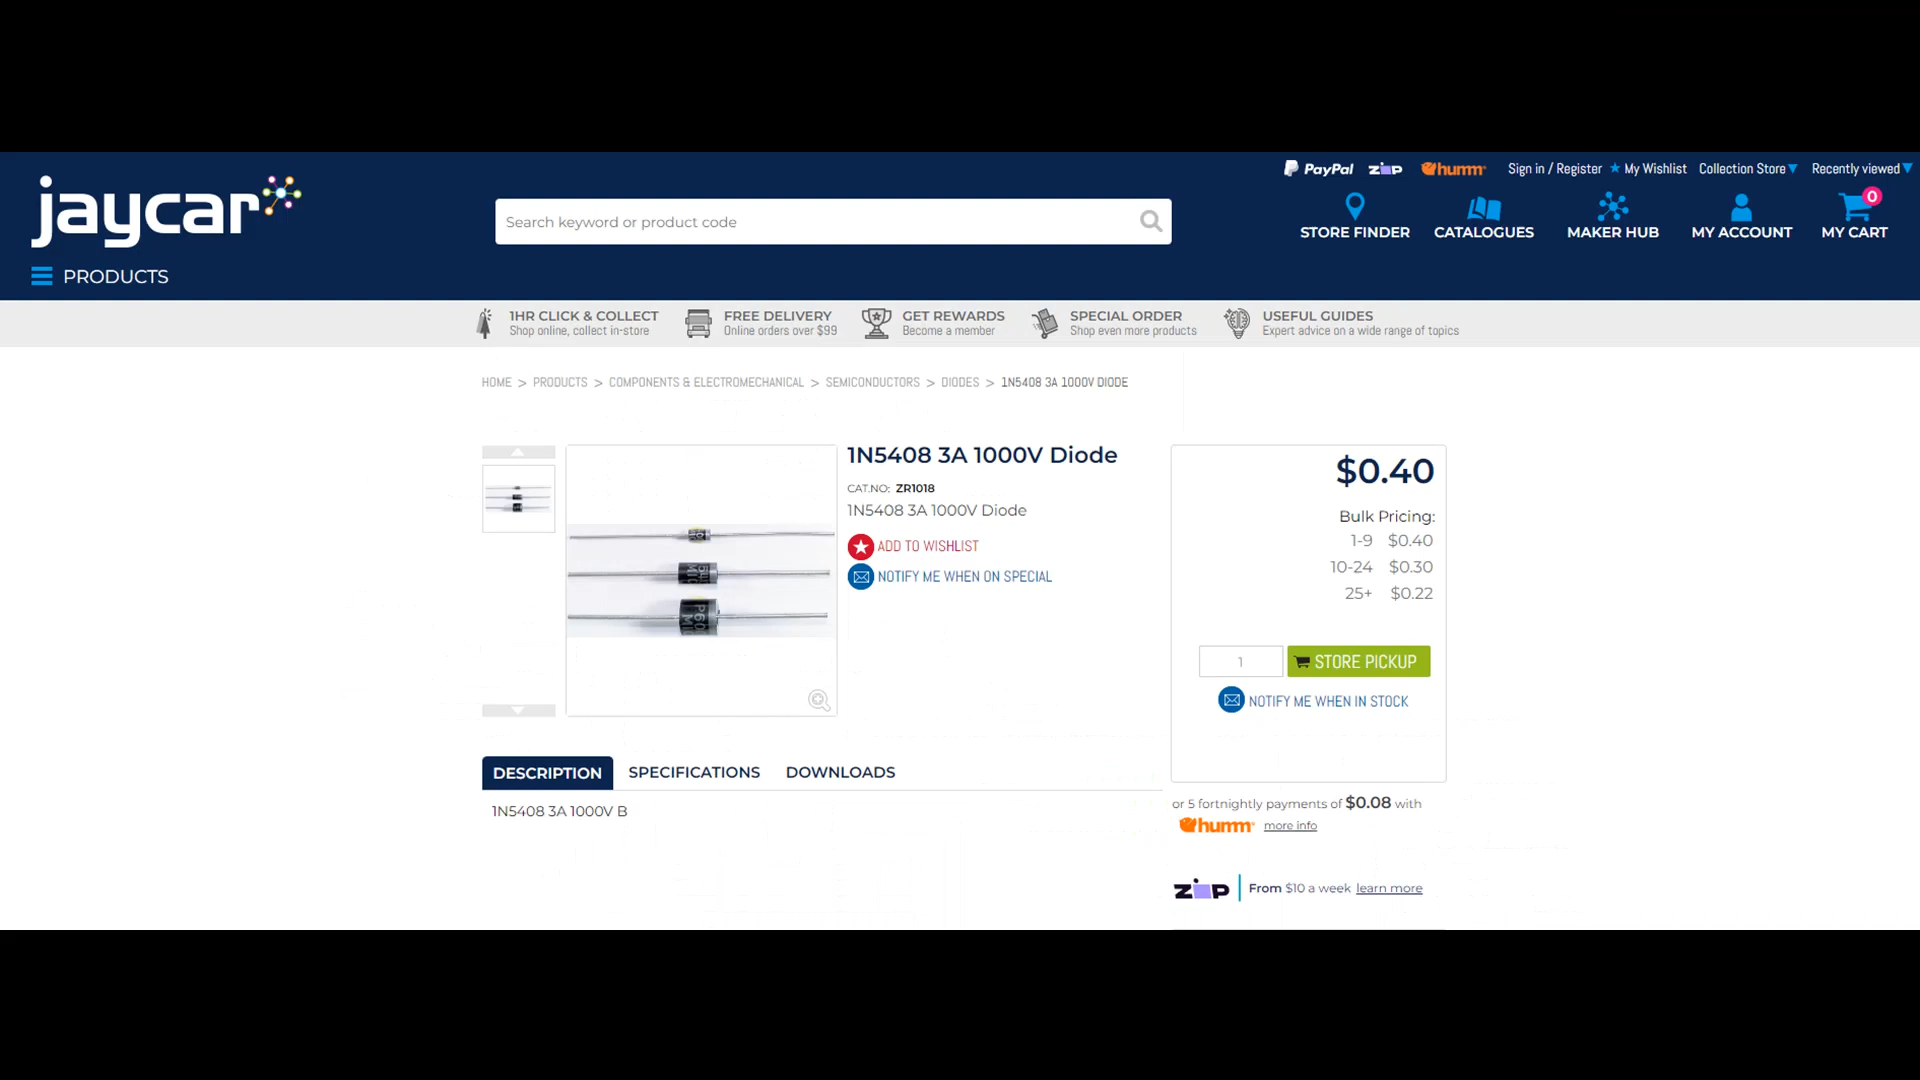 PayPal zip humm Sign in / Register My Wishlist Collection Store Recently viewed
jaycar
Search keyword or product code
STORE FINDER CATALOGUES MAKER HUB MY ACCOUNT 0 MY CART
PRODUCTS
1HR CLICK & COLLECT
Shop online, collect in-store
FREE DELIVERY
Online orders over $99
GET REWARDS
Become a member
SPECIAL ORDER
Shop even more products
USEFUL GUIDES
Expert advice on a wide range of topics
HOME > PRODUCTS > COMPONENTS & ELECTROMECHANICAL > SEMICONDUCTORS > DIODES > 1N5408 3A 1000V DIODE
1N5408 3A 1000V Diode
CAT.NO: ZR1018
1N5408 3A 1000V Diode
ADD TO WISHLIST
NOTIFY ME WHEN ON SPECIAL
$0.40
Bulk Pricing:
1-9 $0.40
10-24 $0.30
25+ $0.22
1 STORE PICKUP
NOTIFY ME WHEN IN STOCK
DESCRIPTION SPECIFICATIONS DOWNLOADS
1N5408 3A 1000V B
or 5 fortnightly payments of $0.08 with
humm more info
zip From $10 a week learn more